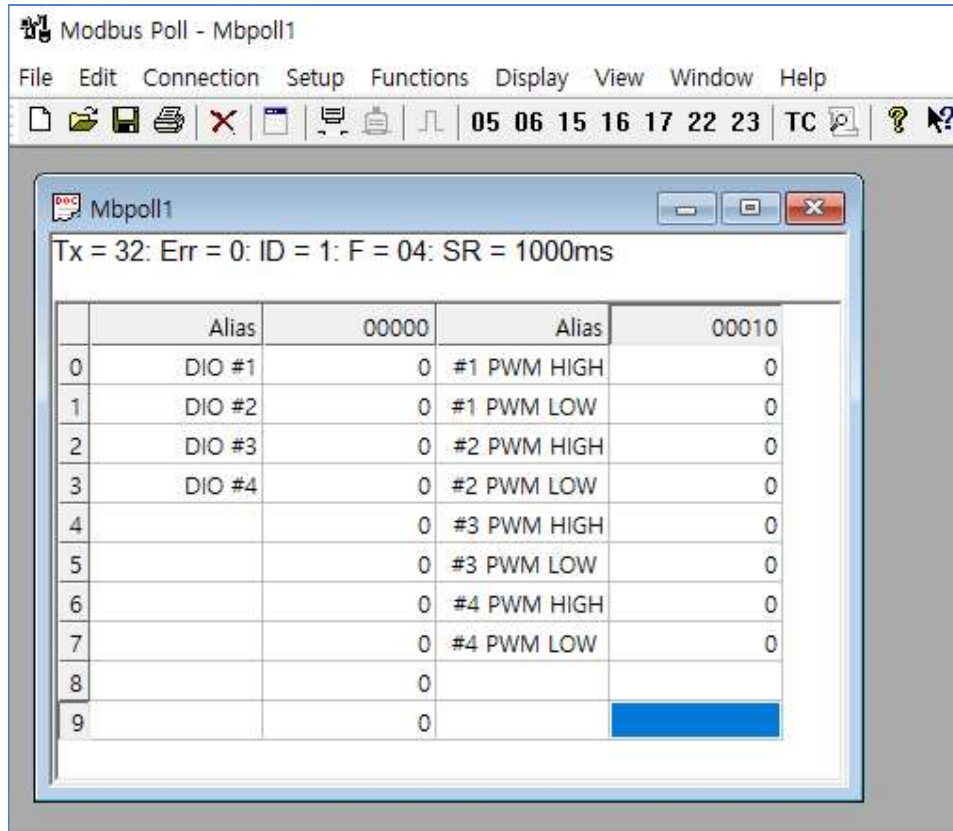 Modbus Poll - Mbpoll1
File Edit Connection Setup Functions Display View Window Help
05 06 15 16 17 22 23 TC
Mbpoll1
Tx = 32: Err = 0: ID = 1: F = 04: SR = 1000ms
Alias 00000 Alias 00010
0 DIO #1 0 #1 PWM HIGH 0
1 DIO #2 0 #1 PWM LOW 0
2 DIO #3 0 #2 PWM HIGH 0
3 DIO #4 0 #2 PWM LOW 0
4 0 #3 PWM HIGH 0
5 0 #3 PWM LOW 0
6 0 #4 PWM HIGH 0
7 0 #4 PWM LOW 0
8 0
9 0